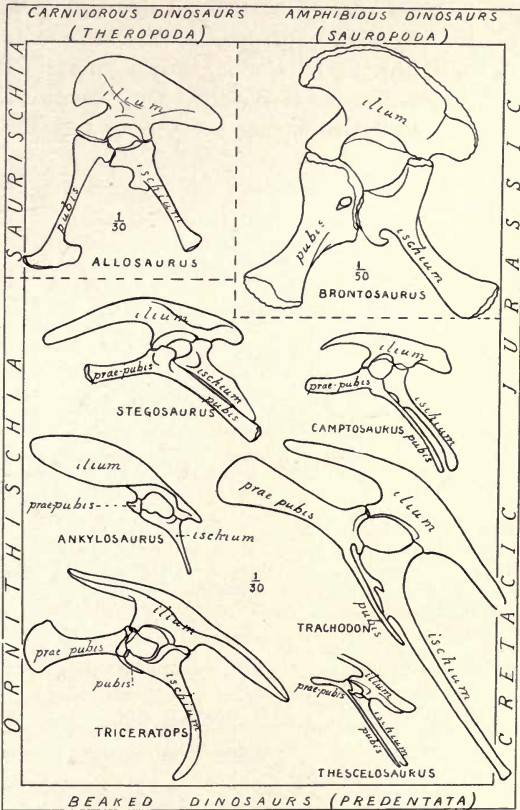 CARNIVOROUS DINOSAURS
(THEROPODA)
AMPHIBIOUS DINOSAURS
(SAUROPODA)
SAURISCHIA
JURASSIC
ilium
pubis
ischium
1/30
ALLOSAURUS
ilium
pubis
ischium
1/50
BRONTOSAURUS
ORNITHISCHIA
CRETACIC
ilium
prae-pubis
ischium
pubis
STEGOSAURUS
ilium
prae-pubis
ischium
pubis
CAMPTOSAURUS
ilium
prae-pubis
ischium
ANKYLOSAURUS
prae pubis
ilium
pubis
ischium
TRACHODON
1/30
ilium
prae pubis
pubis
ischium
TRICERATOPS
ilium
prae-pubis
ischium
pubis
THESCELOSAURUS
BEAKED DINOSAURS (PREDENTATA)